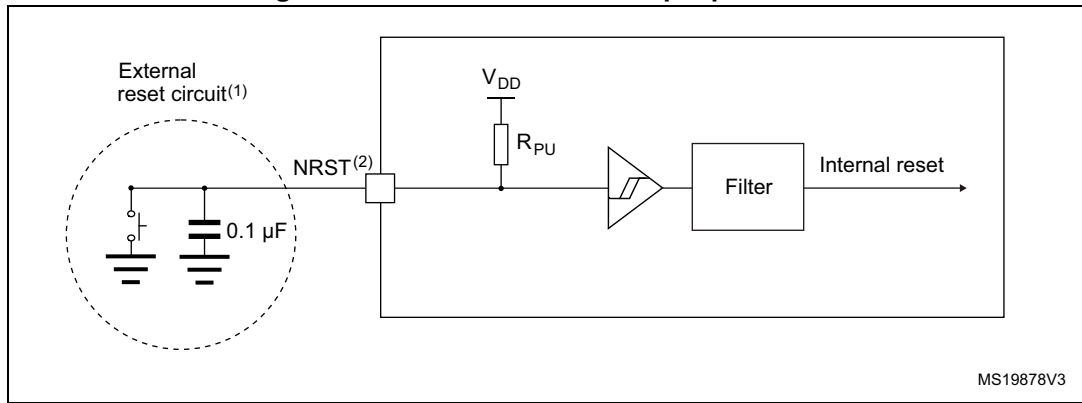 External
reset circuit(1)
VDD
RPU
NRST(2)
0.1 µF
Filter
Internal reset
MS19878V3